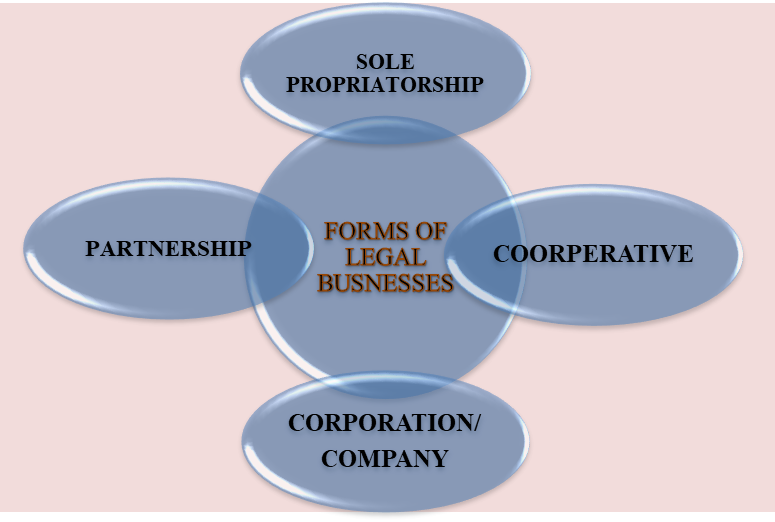 SOLE
PROPRIATORSHIP
PARTNERSHIP
FORMS OF
LEGAL
BUSNESSES
COORPERATIVE
CORPORATION/
COMPANY